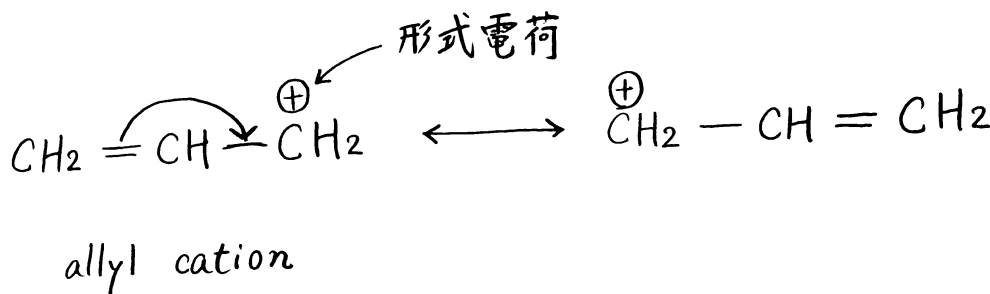 形式電荷
CH₂ = CH - ⊕CH₂ ⟷ ⊕CH₂ - CH = CH₂
allyl cation